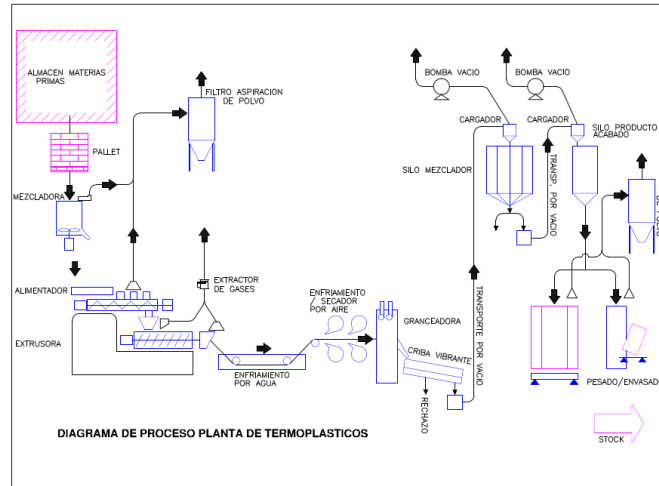 ALMACEN MATERIAS
PRIMAS
PALLET
MEZCLADORA
FILTRO ASPIRACION
DE POLVO
ALIMENTADOR
EXTRUSORA
EXTRACTOR
DE GASES
ENFRIAMIENTO
POR AGUA
ENFRIAMIENTO
/ SECADOR
POR AIRE
GRANCEADORA
CRIBA VIBRANTE
RECHAZO
TRANSPORTE POR VACIO
BOMBA VACIO
CARGADOR
SILO MEZCLADOR
TRANSP. POR VACIO
BOMBA VACIO
CARGADOR
SILO PRODUCTO
ACABADO
PESADO/ENVASADO
STOCK
DIAGRAMA DE PROCESO PLANTA DE TERMOPLASTICOS